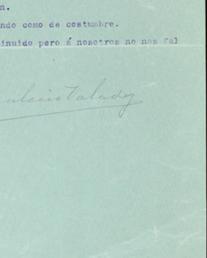 n.
ndo como de costumbre.
inuido pero á nosotros no nos fal